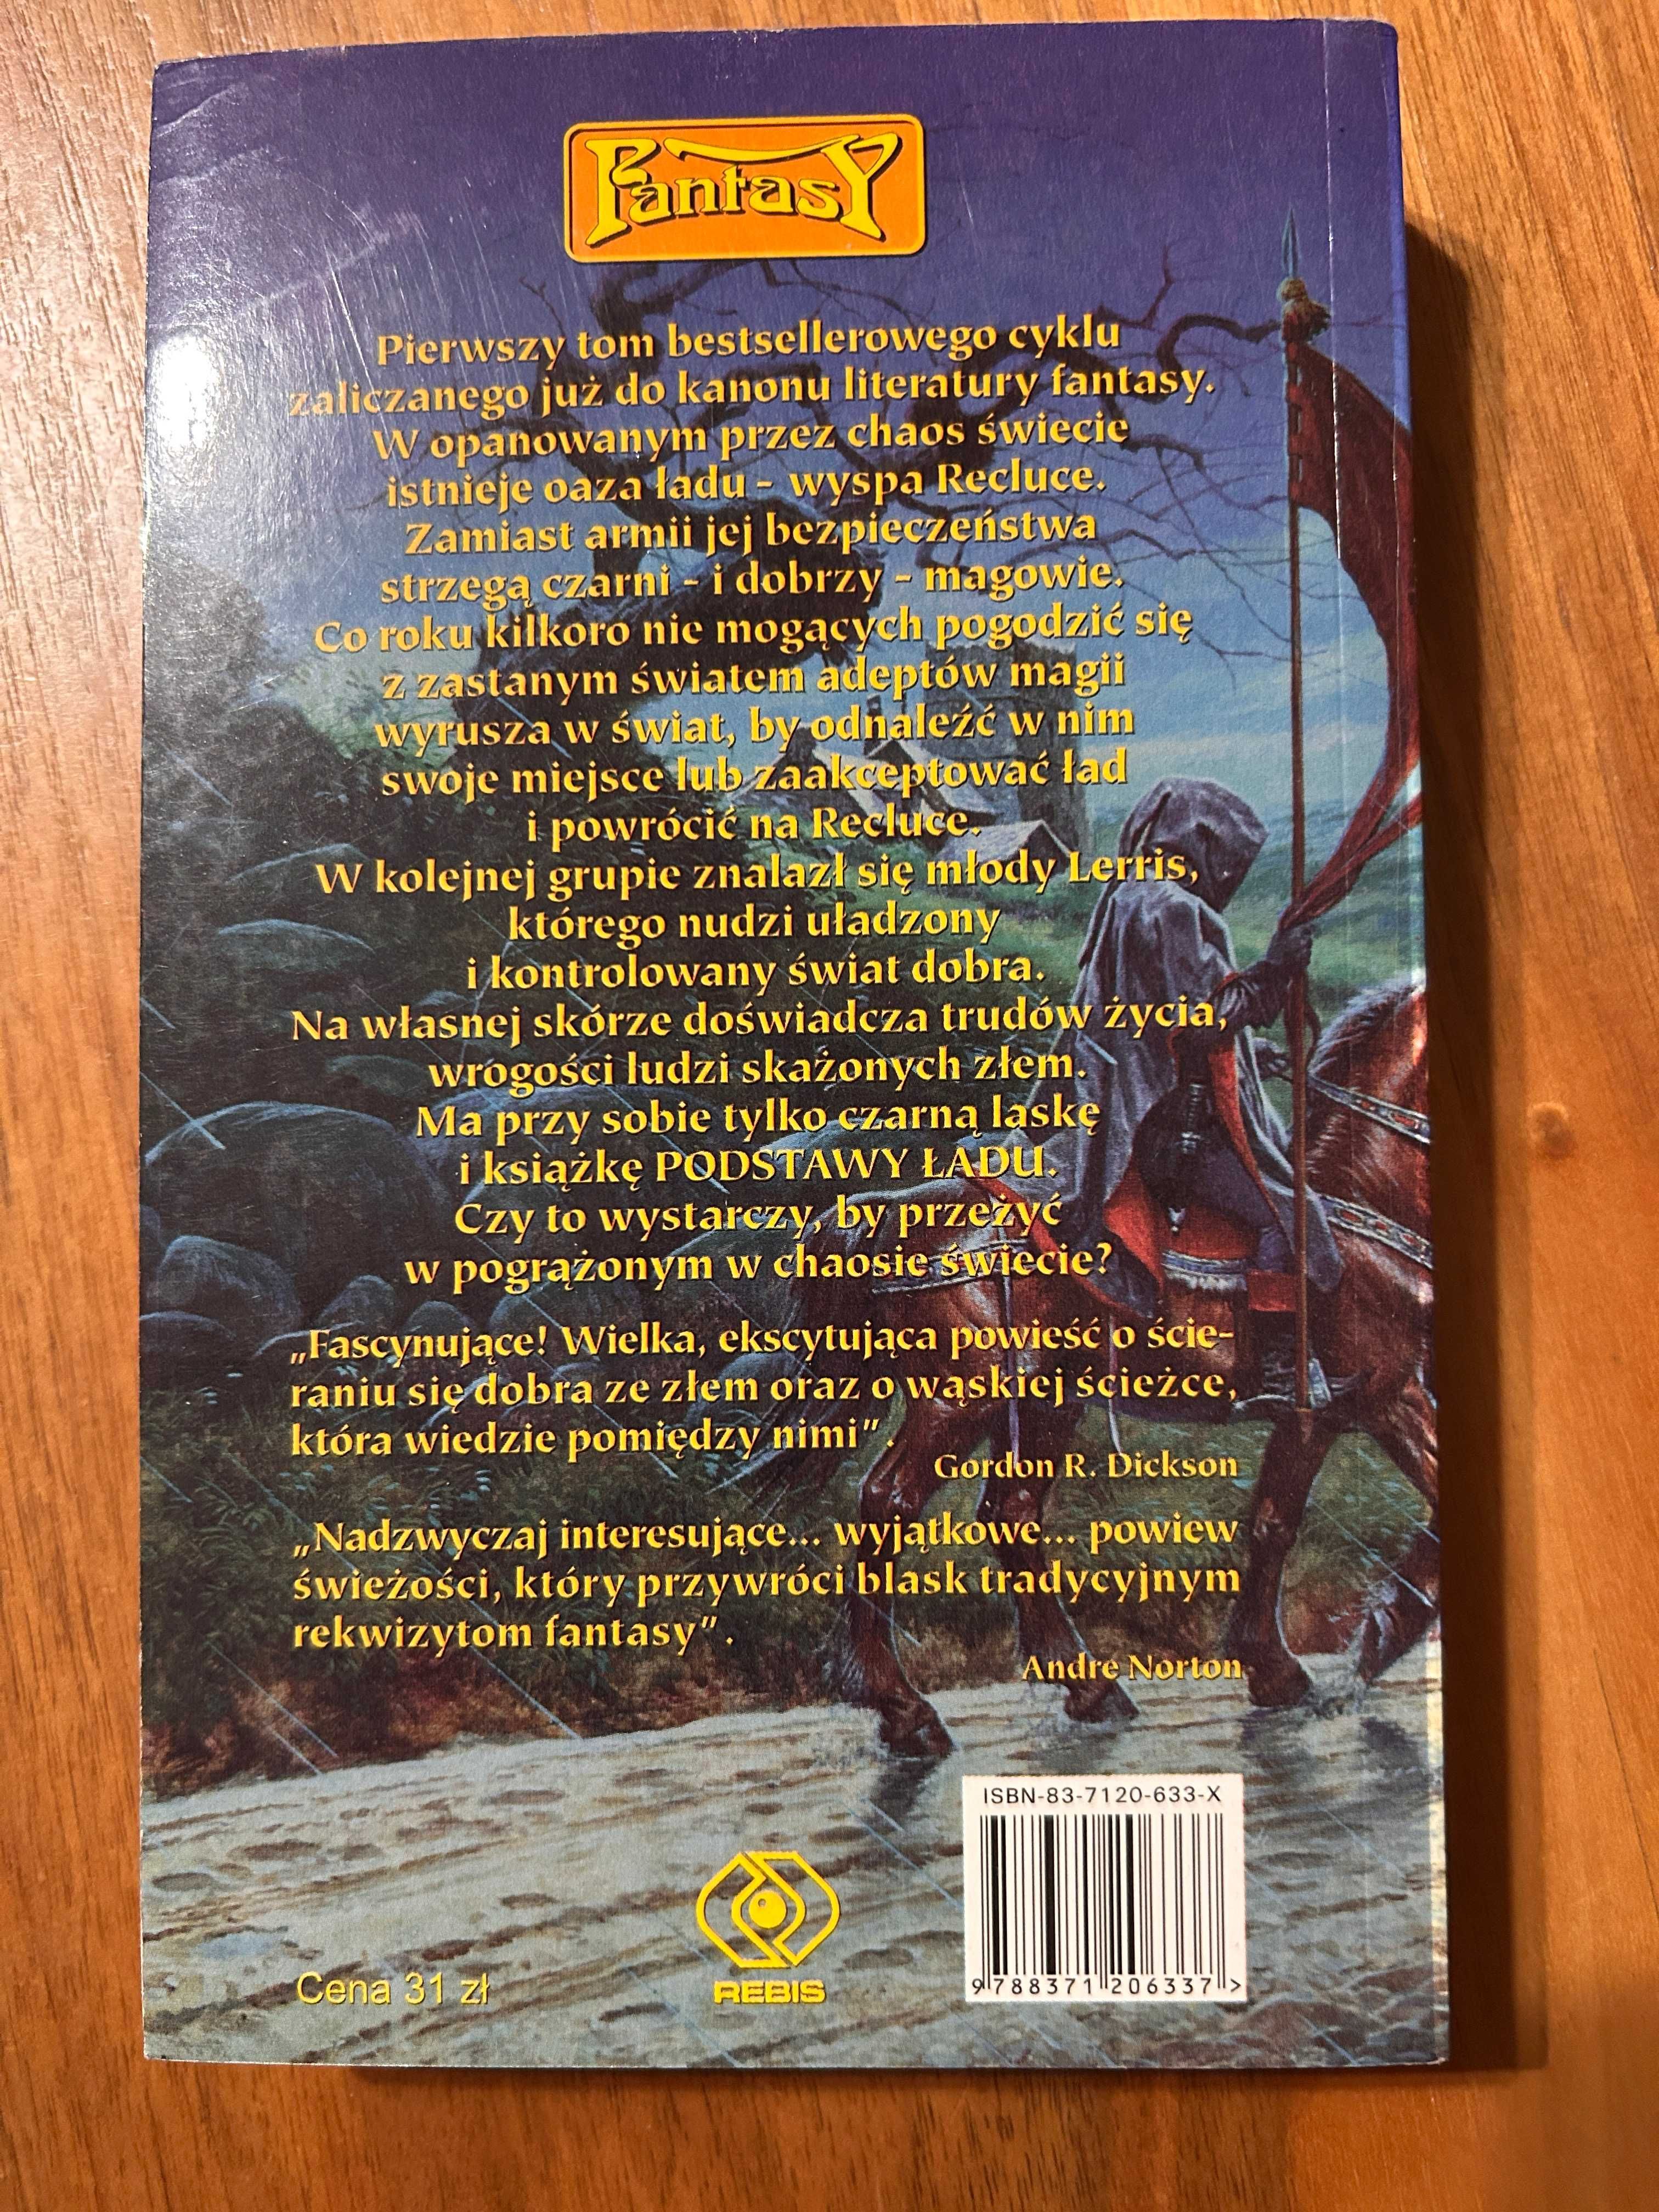 Fantasy
Pierwszy tom bestsellerowego cyklu
zaliczanego już do kanonu literatury fantasy.
W opanowanym przez chaos świecie
istnieje oaza ładu - wyspa Recluce.
Zamiast armii jej bezpieczeństwa
strzegą czarni - i dobrzy - magowie.
Co roku kilkoro nie mogących pogodzić się
z zastanym światem adeptów magii
wyrusza w świat, by odnaleźć w nim
swoje miejsce lub zaakceptować ład
i powrócić na Recluce.
W kolejnej grupie znalazł się młody Lerris,
którego nudzi uładzony
i kontrolowany świat dobra.
Na własnej skórze doświadcza trudów życia,
wrogości ludzi skażonych złem.
Ma przy sobie tylko czarną laskę
i książkę PODSTAWY ŁADU.
Czy to wystarczy, by przeżyć
w pogrążonym w chaosie świecie?
„Fascynujące! Wielka, ekscytująca powieść o ście-
raniu się dobra ze złem oraz o wąskiej ścieżce,
która wiedzie pomiędzy nimi”.
Gordon R. Dickson
„Nadzwyczaj interesujące... wyjątkowe... powiew
świeżości, który przywróci blask tradycyjnym
rekwizytom fantasy”.
Andre Norton
ISBN-83-7120-633-X
9788371206337>
REBIS
Cena 31 zł